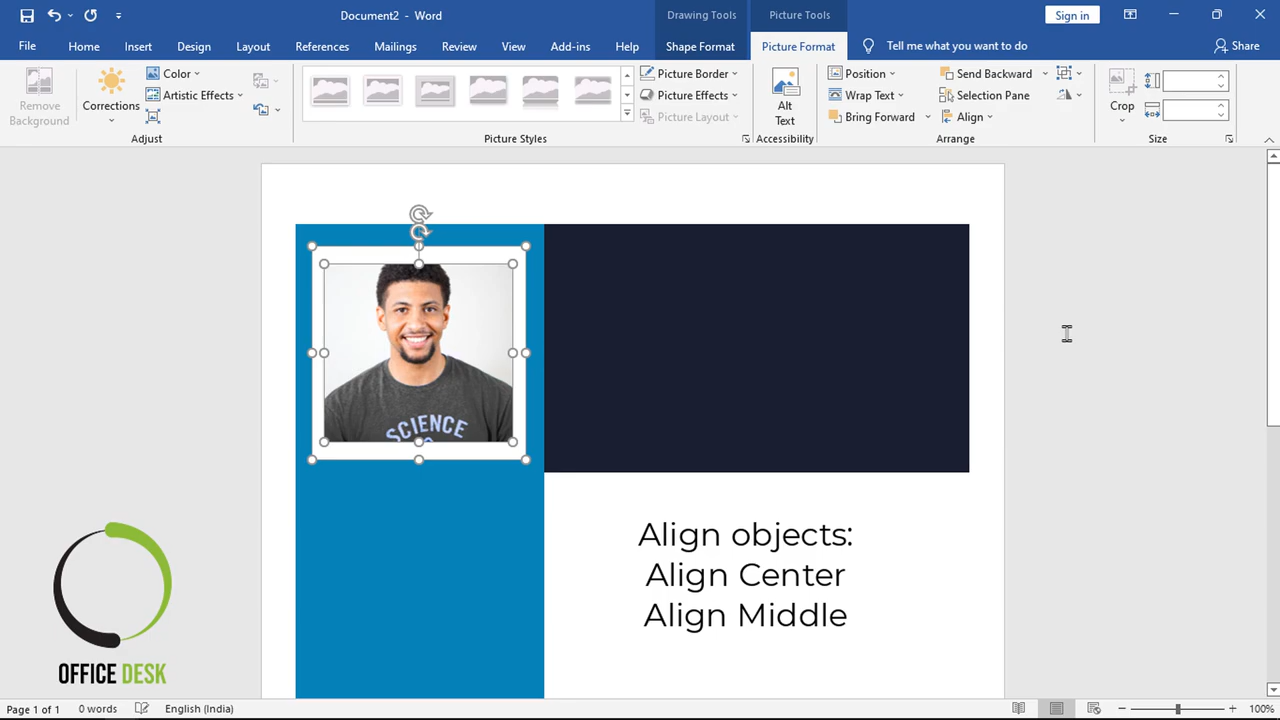 Document2 - Word
Drawing Tools
Picture Tools
Sign in
File
Home
Insert
Design
Layout
References
Mailings
Review
View
Add-ins
Help
Shape Format
Picture Format
Tell me what you want to do
Share
Remove
Background
Corrections
Color
Artistic Effects
Adjust
Picture Styles
Picture Border
Picture Effects
Picture Layout
Alt
Text
Accessibility
Position
Wrap Text
Bring Forward
Send Backward
Selection Pane
Align
Arrange
Crop
Size
SCIENCE
Align objects:
Align Center
Align Middle
OFFICE DESK
Page 1 of 1
0 words
English (India)
100%